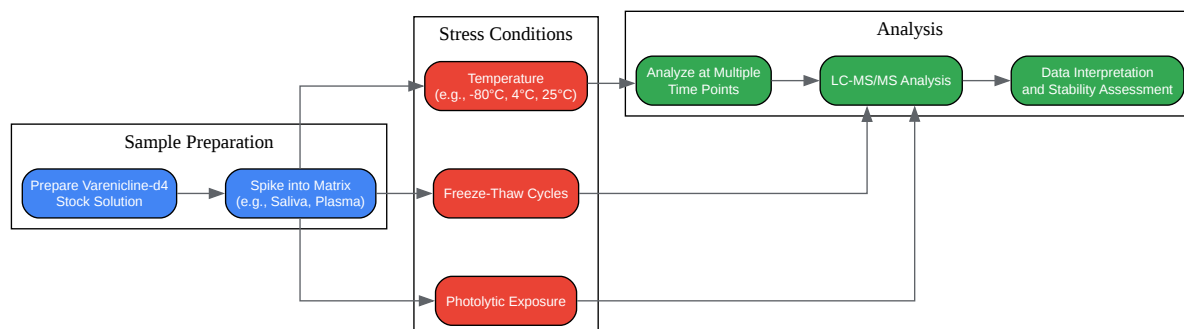 Sample Preparation
Prepare Varenicline-d4
Stock Solution
Spike into Matrix
(e.g., Saliva, Plasma)
Stress Conditions
Temperature
(e.g., -80°C, 4°C, 25°C)
Freeze-Thaw Cycles
Photolytic Exposure
Analysis
Analyze at Multiple
Time Points
LC-MS/MS Analysis
Data Interpretation
and Stability Assessment